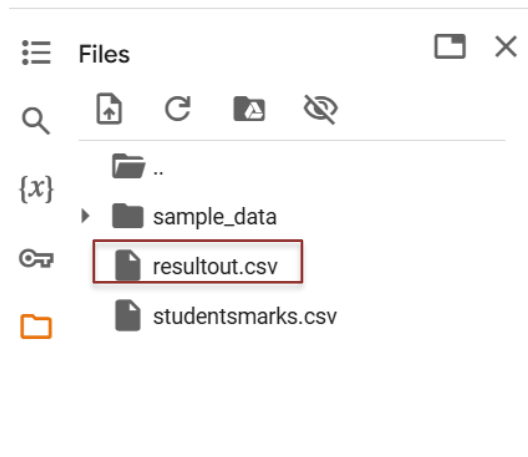 Files
..
{x}
sample_data
resultout.csv
studentsmarks.csv